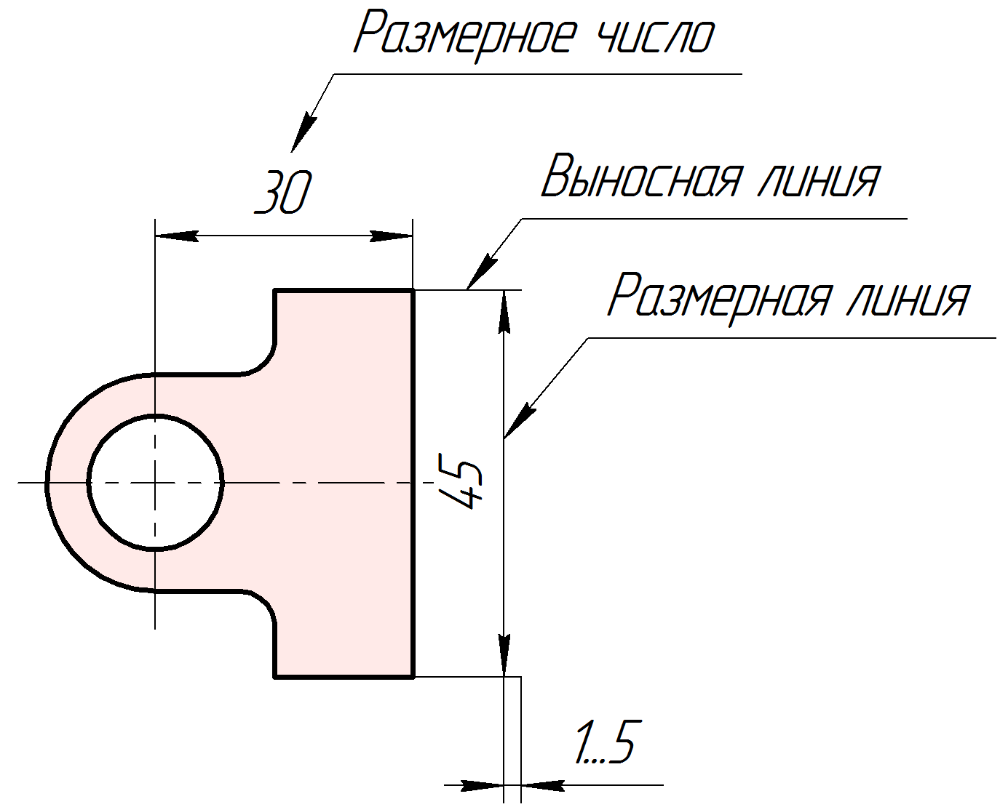 Размерное число
30
Выносная линия
Размерная линия
45
1...5